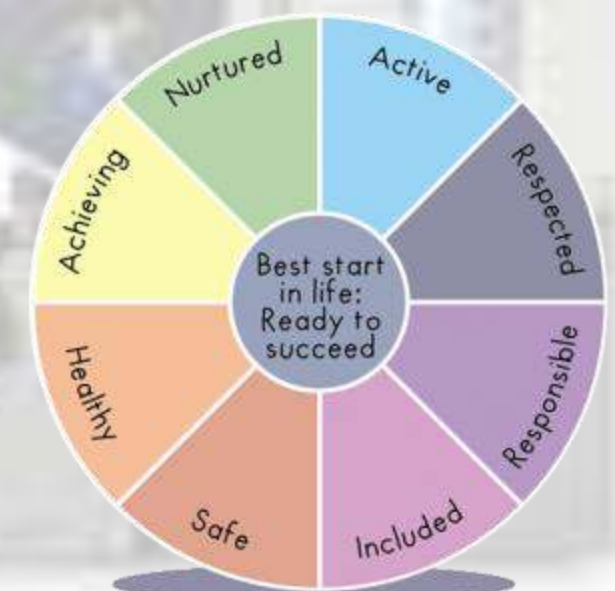 Nurtured
Active
Respected
Responsible
Included
Safe
Healthy
Achieving
Best start
in life:
Ready to
succeed